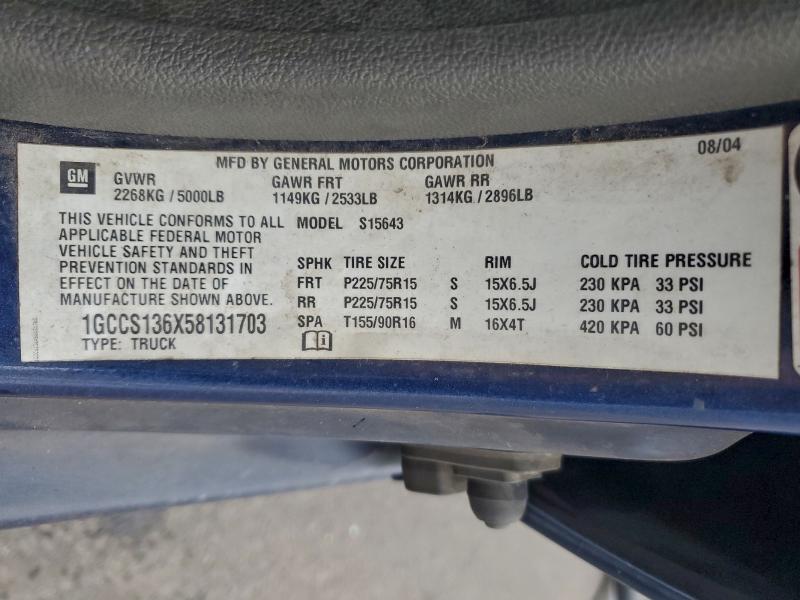 MFD BY GENERAL MOTORS CORPORATION 08/04
GM
GVWR GAWR FRT GAWR RR
2268KG / 5000LB 1149KG / 2533LB 1314KG / 2896LB
THIS VEHICLE CONFORMS TO ALL
APPLICABLE FEDERAL MOTOR
VEHICLE SAFETY AND THEFT
PREVENTION STANDARDS IN
EFFECT ON THE DATE OF
MANUFACTURE SHOWN ABOVE.
1GCCS136X58131703
TYPE: TRUCK
MODEL S15643
SPHK TIRE SIZE RIM COLD TIRE PRESSURE
FRT P225/75R15 S 15X6.5J 230 KPA 33 PSI
RR P225/75R15 S 15X6.5J 230 KPA 33 PSI
SPA T155/90R16 M 16X4T 420 KPA 60 PSI